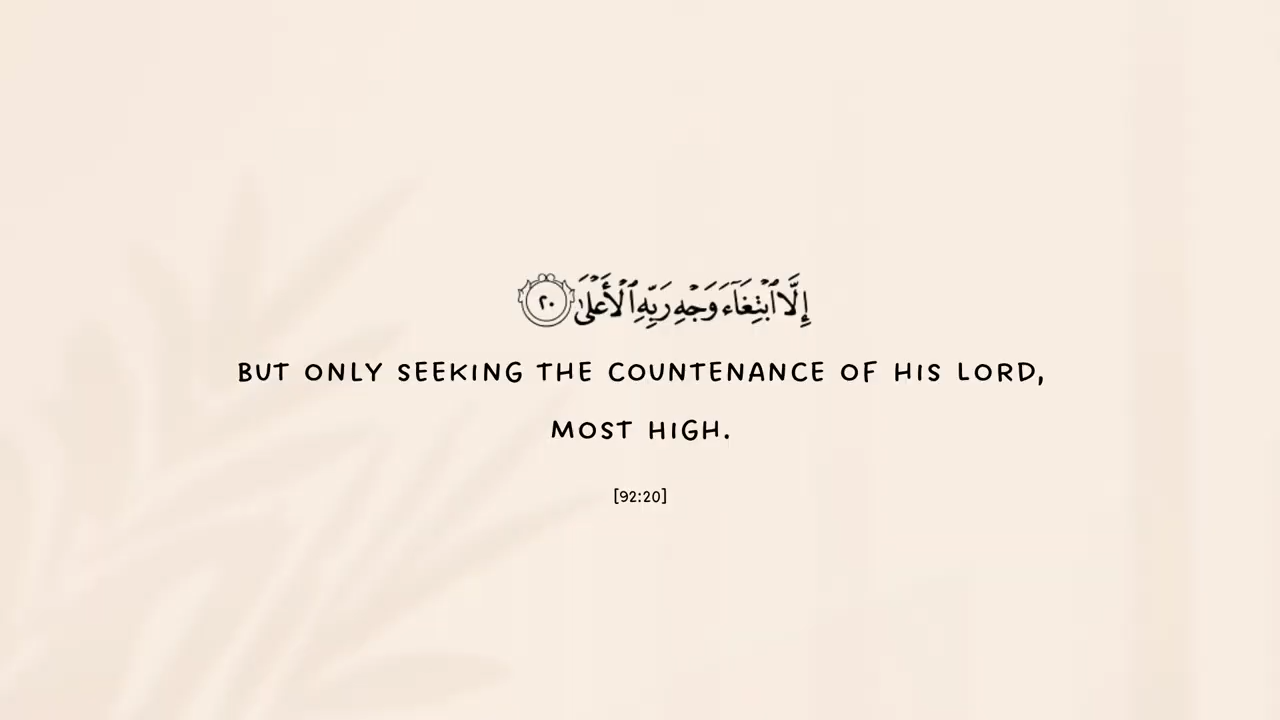 إِلَّا ٱبْتِغَآءَ وَجْهِ رَبِّهِ ٱلْأَعْلَىٰ ٢٠
BUT ONLY SEEKING THE COUNTENANCE OF HIS LORD,
MOST HIGH.
[92:20]